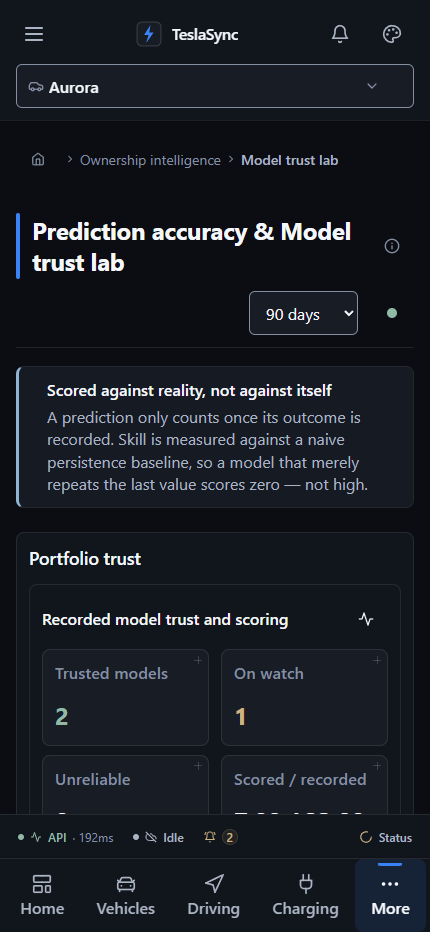 TeslaSync
Aurora
Ownership intelligence
Model trust lab
Prediction accuracy & Model
trust lab
90 days
Scored against reality, not against itself
A prediction only counts once its outcome is
recorded. Skill is measured against a naive
persistence baseline, so a model that merely
repeats the last value scores zero — not high.
Portfolio trust
Recorded model trust and scoring
Trusted models
On watch
2
1
Unreliable
Scored / recorded
API · 192ms
Idle
2
Status
Home
Vehicles
Driving
Charging
More